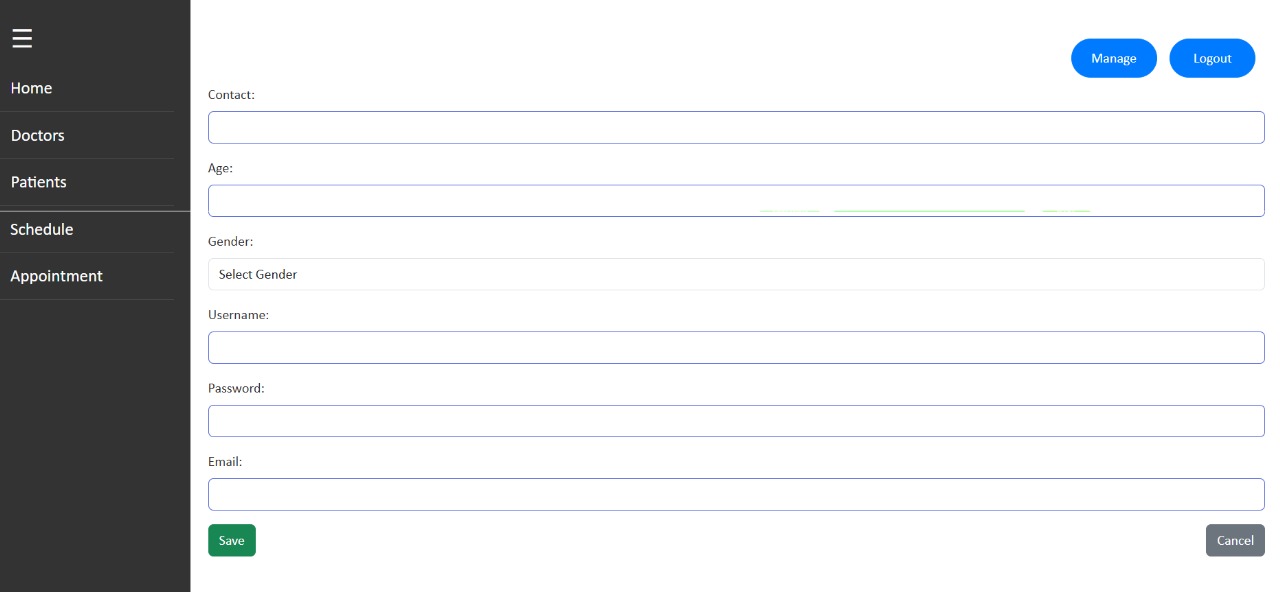 Home
Doctors
Patients
Schedule
Appointment
Manage
Logout
Contact:
Age:
Gender:
Select Gender
Username:
Password:
Email:
Save
Cancel